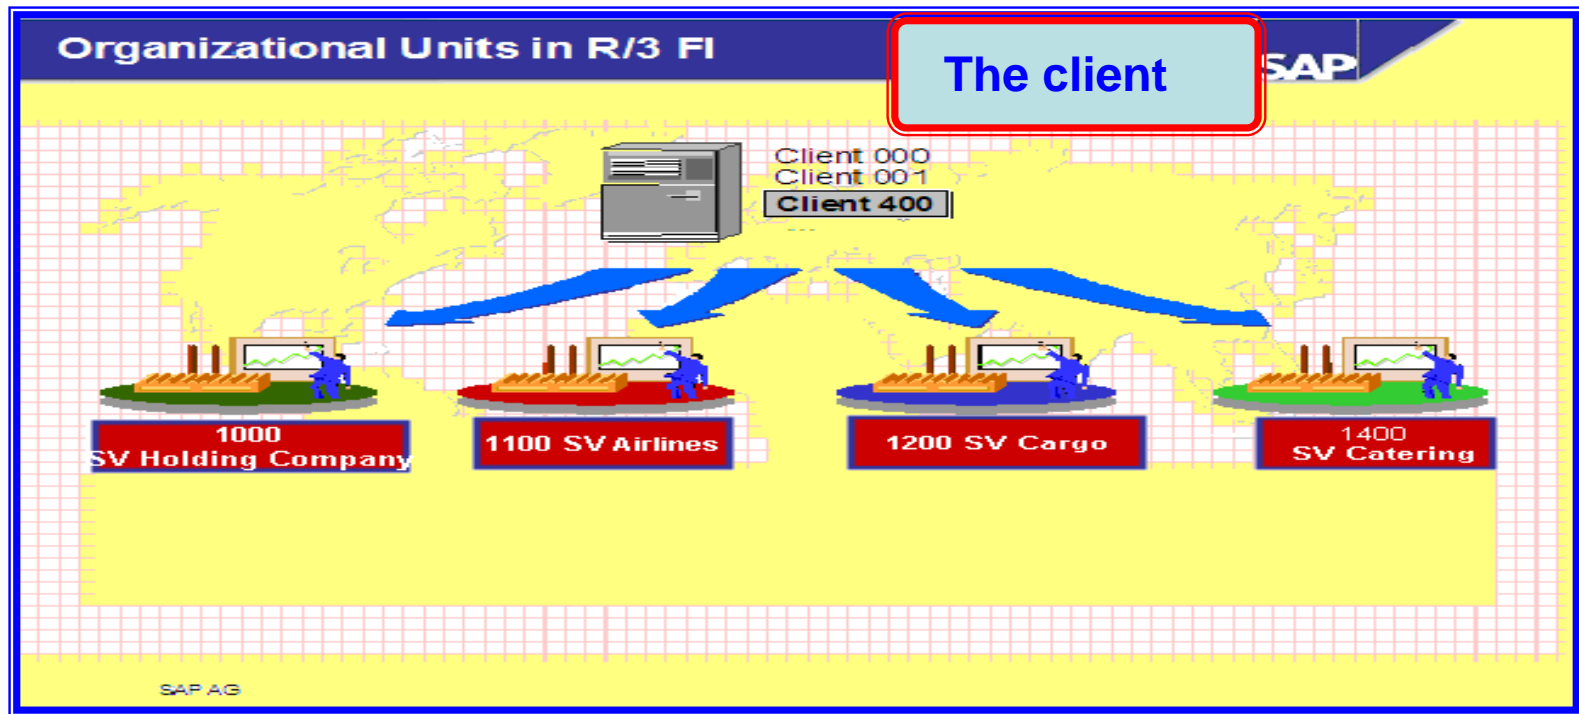 Organizational Units in R/3 FI
The client
SAP
Client 000
Client 001
Client 400
...
1000
SV Holding Company
1100 SV Airlines
1200 SV Cargo
1400
SV Catering
SAP AG